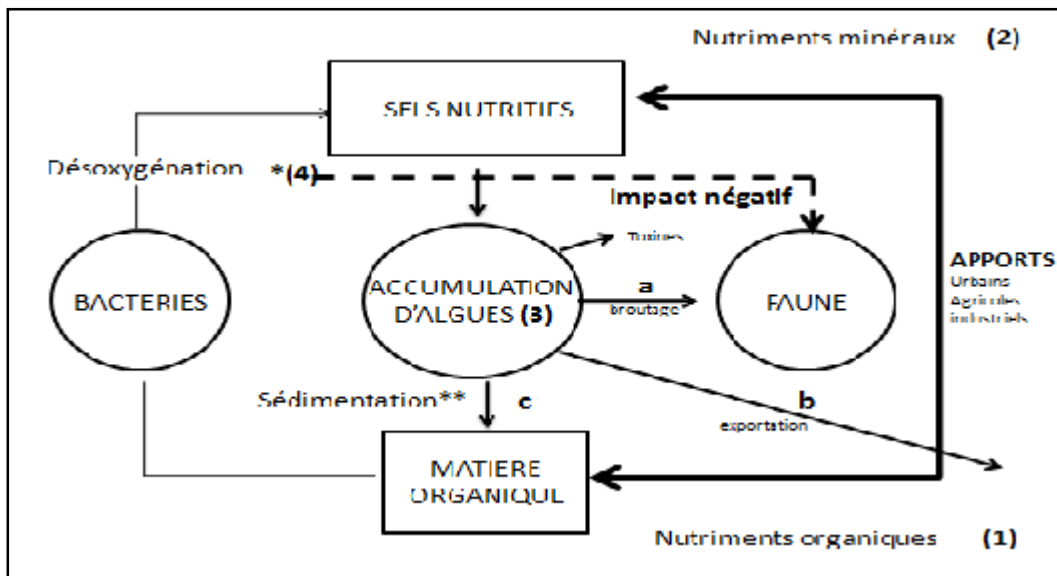 Nutriments minéraux (2)
SELS NUTRITIFS
Désoxygénation *(4)
Impact négatif
Toxines
BACTERIES
ACCUMULATION
D'ALGUES (3)
a
broutage
FAUNE
APPORTS
Urbains
Agricoles
industriels
Sédimentation** c
b
exportation
MATIERE
ORGANIQUE
Nutriments organiques (1)